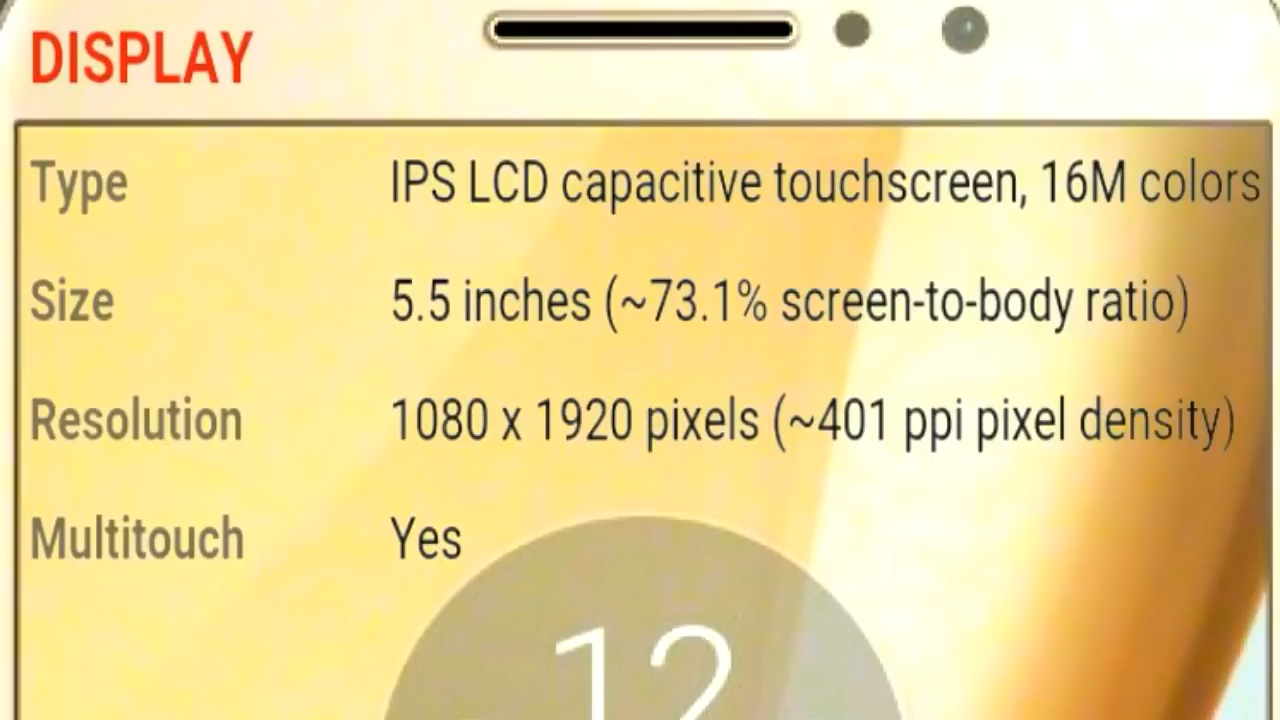 DISPLAY
Type IPS LCD capacitive touchscreen, 16M colors
Size 5.5 inches (~73.1% screen-to-body ratio)
Resolution 1080 x 1920 pixels (~401 ppi pixel density)
Multitouch Yes
12